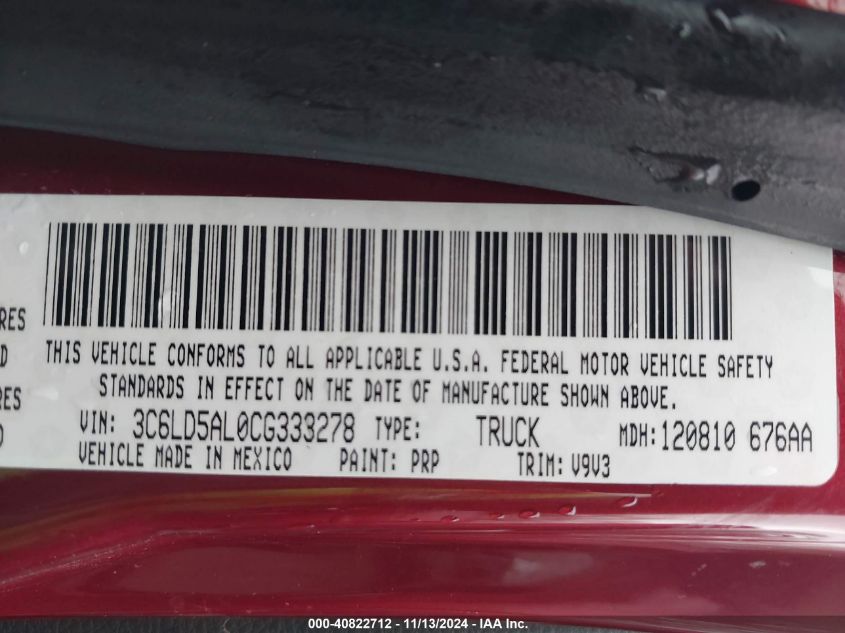 RES
D
RES
THIS VEHICLE CONFORMS TO ALL APPLICABLE U.S.A. FEDERAL MOTOR VEHICLE SAFETY
STANDARDS IN EFFECT ON THE DATE OF MANUFACTURE SHOWN ABOVE.
VIN: 3C6LD5AL0CG333278 TYPE: TRUCK MDH:120810 676AA
VEHICLE MADE IN MEXICO PAINT: PRP TRIM: V9V3
000-40822712 - 11/13/2024 - IAA Inc.